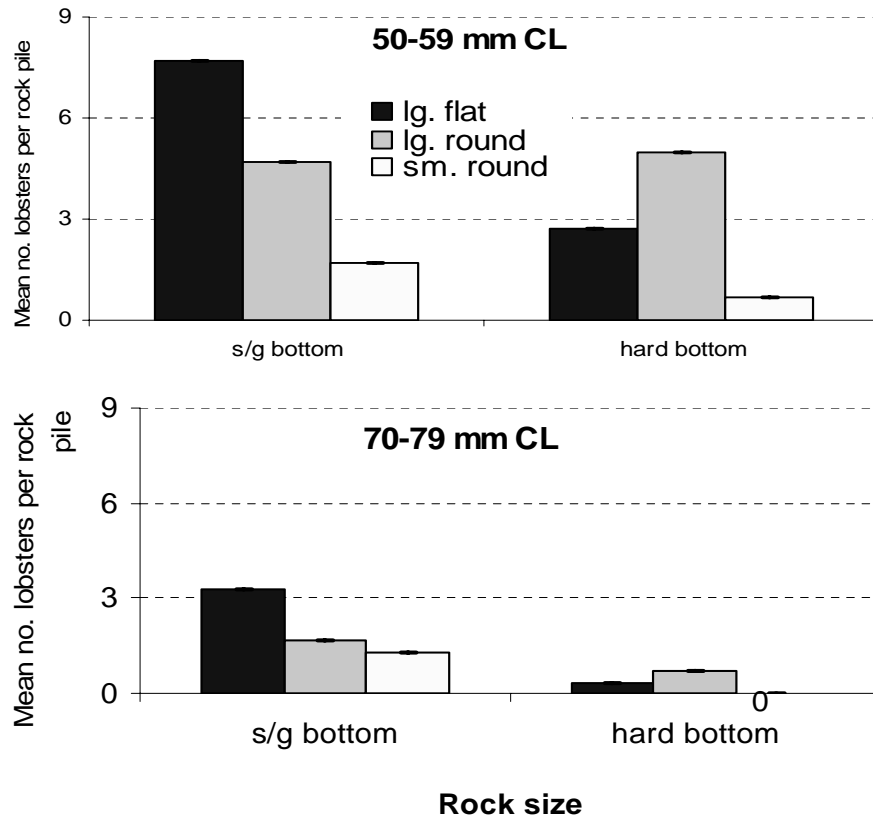 Mean no. lobsters per rock pile
9
6
3
0
50-59 mm CL
lg. flat
lg. round
sm. round
s/g bottom
hard bottom
Mean no. lobsters per rock
pile
9
6
3
0
70-79 mm CL
0
s/g bottom
hard bottom
Rock size